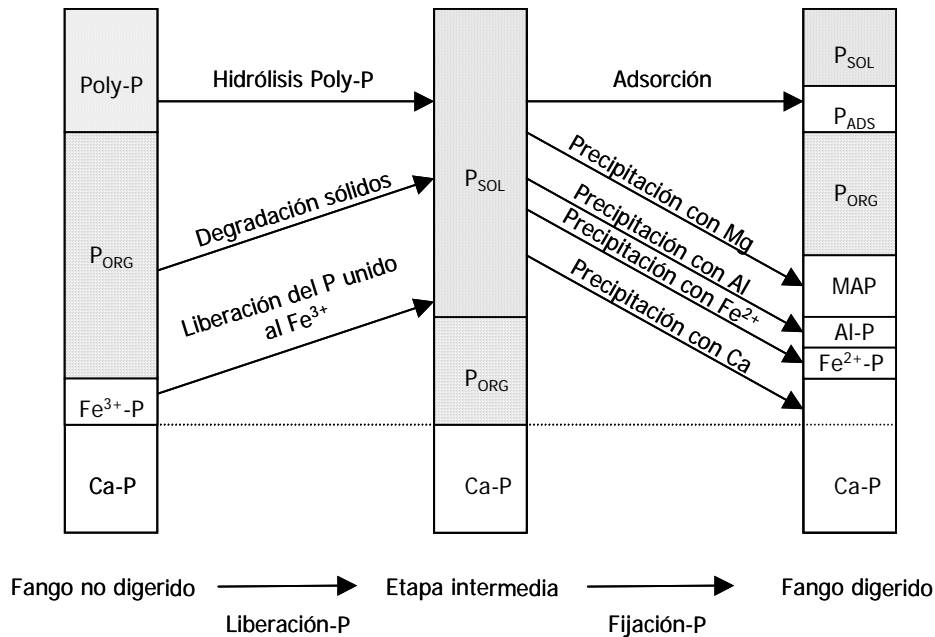 Poly-P
P_ORG
Fe³⁺-P
Ca-P
Hidrólisis Poly-P
Degradación sólidos
Liberación del P unido
al Fe³⁺
P_SOL
P_ORG
Ca-P
Adsorción
Precipitación con Mg
Precipitación con Al
Precipitación con Fe²⁺
Precipitación con Ca
P_SOL
P_ADS
P_ORG
MAP
Al-P
Fe²⁺-P
Ca-P
Fango no digerido
Liberación-P
Etapa intermedia
Fijación-P
Fango digerido